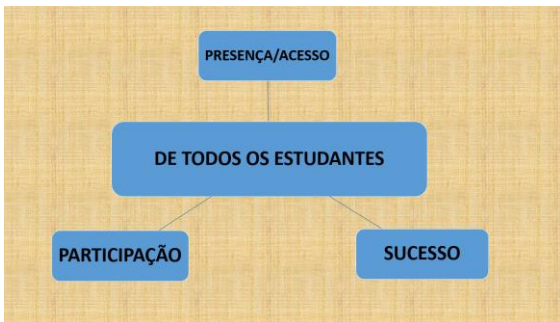 PRESENÇA/ACESSO
DE TODOS OS ESTUDANTES
PARTICIPAÇÃO
SUCESSO